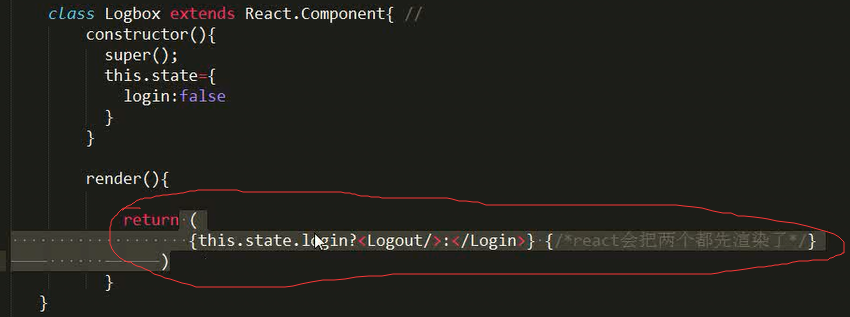 class Logbox extends React.Component{ //
constructor(){
super();
this.state={
login:false
}
}
render(){
return (
{this.state.login?<Logout/>:</Login>} {/*react会把两个都先渲染了*/}
)
}
}